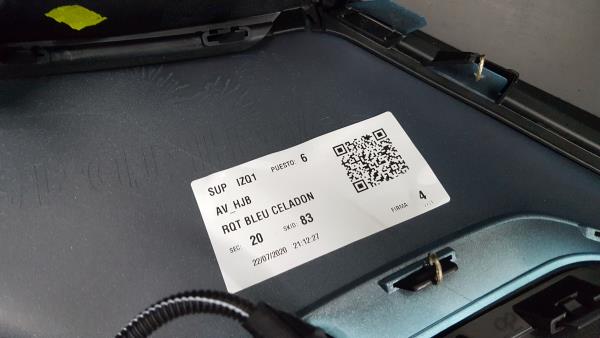 SUP IZQ1 PUESTO: 6
AV_HJB
RQT BLEU CELADON
SEC: 20 SKID: 83
FIRMA: 4
22/07/2020 21:12:27